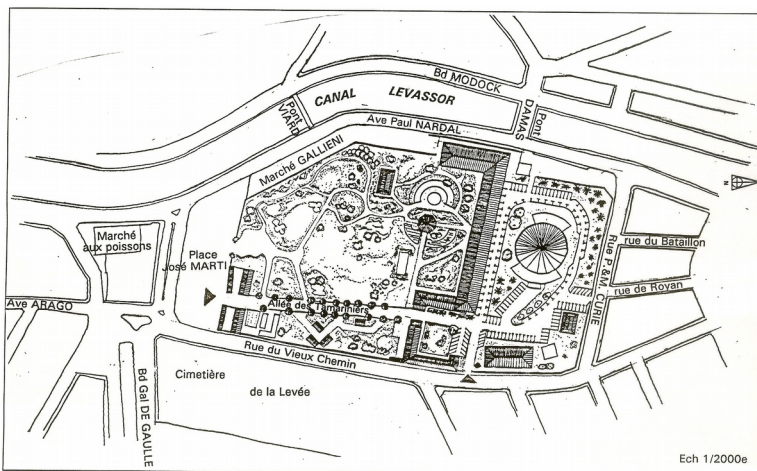 Bd MODOCK
CANAL LEVASSOR
Pont VIARD
Ave Paul NARDAL
Pont DAMAS
Marché GALLIENI
N
Marché
aux poissons
Place
José MARTI
Rue P.&M. CURIE
rue du Bataillon
rue de Royan
Ave ARAGO
Allée des Tamariniers
Rue du Vieux Chemin
Bd Gal DE GAULLE
Cimetière
de la Levée
Ech 1/2000e